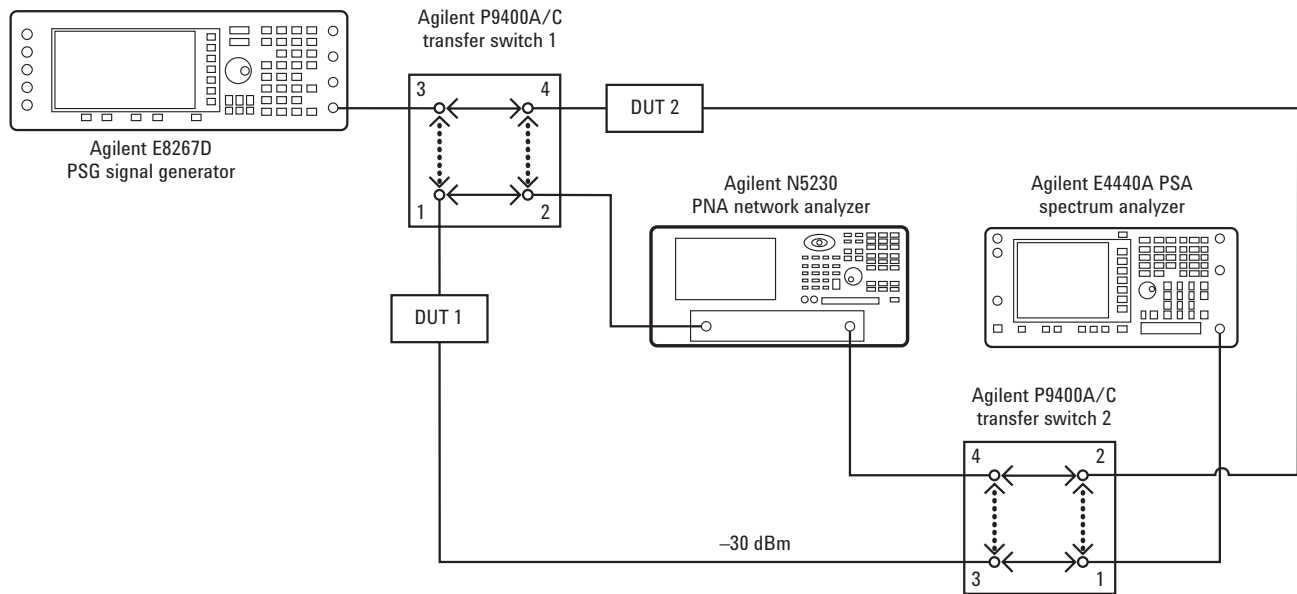 Agilent P9400A/C
transfer switch 1
3
4
DUT 2
Agilent E8267D
PSG signal generator
1
2
Agilent N5230
PNA network analyzer
Agilent E4440A PSA
spectrum analyzer
DUT 1
Agilent P9400A/C
transfer switch 2
4
2
–30 dBm
3
1